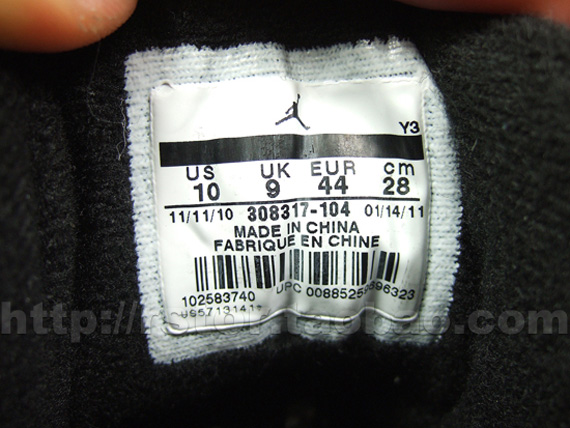 Y3
US UK EUR cm
10 9 44 28
11/11/10 308317-104 01/14/11
MADE IN CHINA
FABRIQUE EN CHINE
102583740 UPC